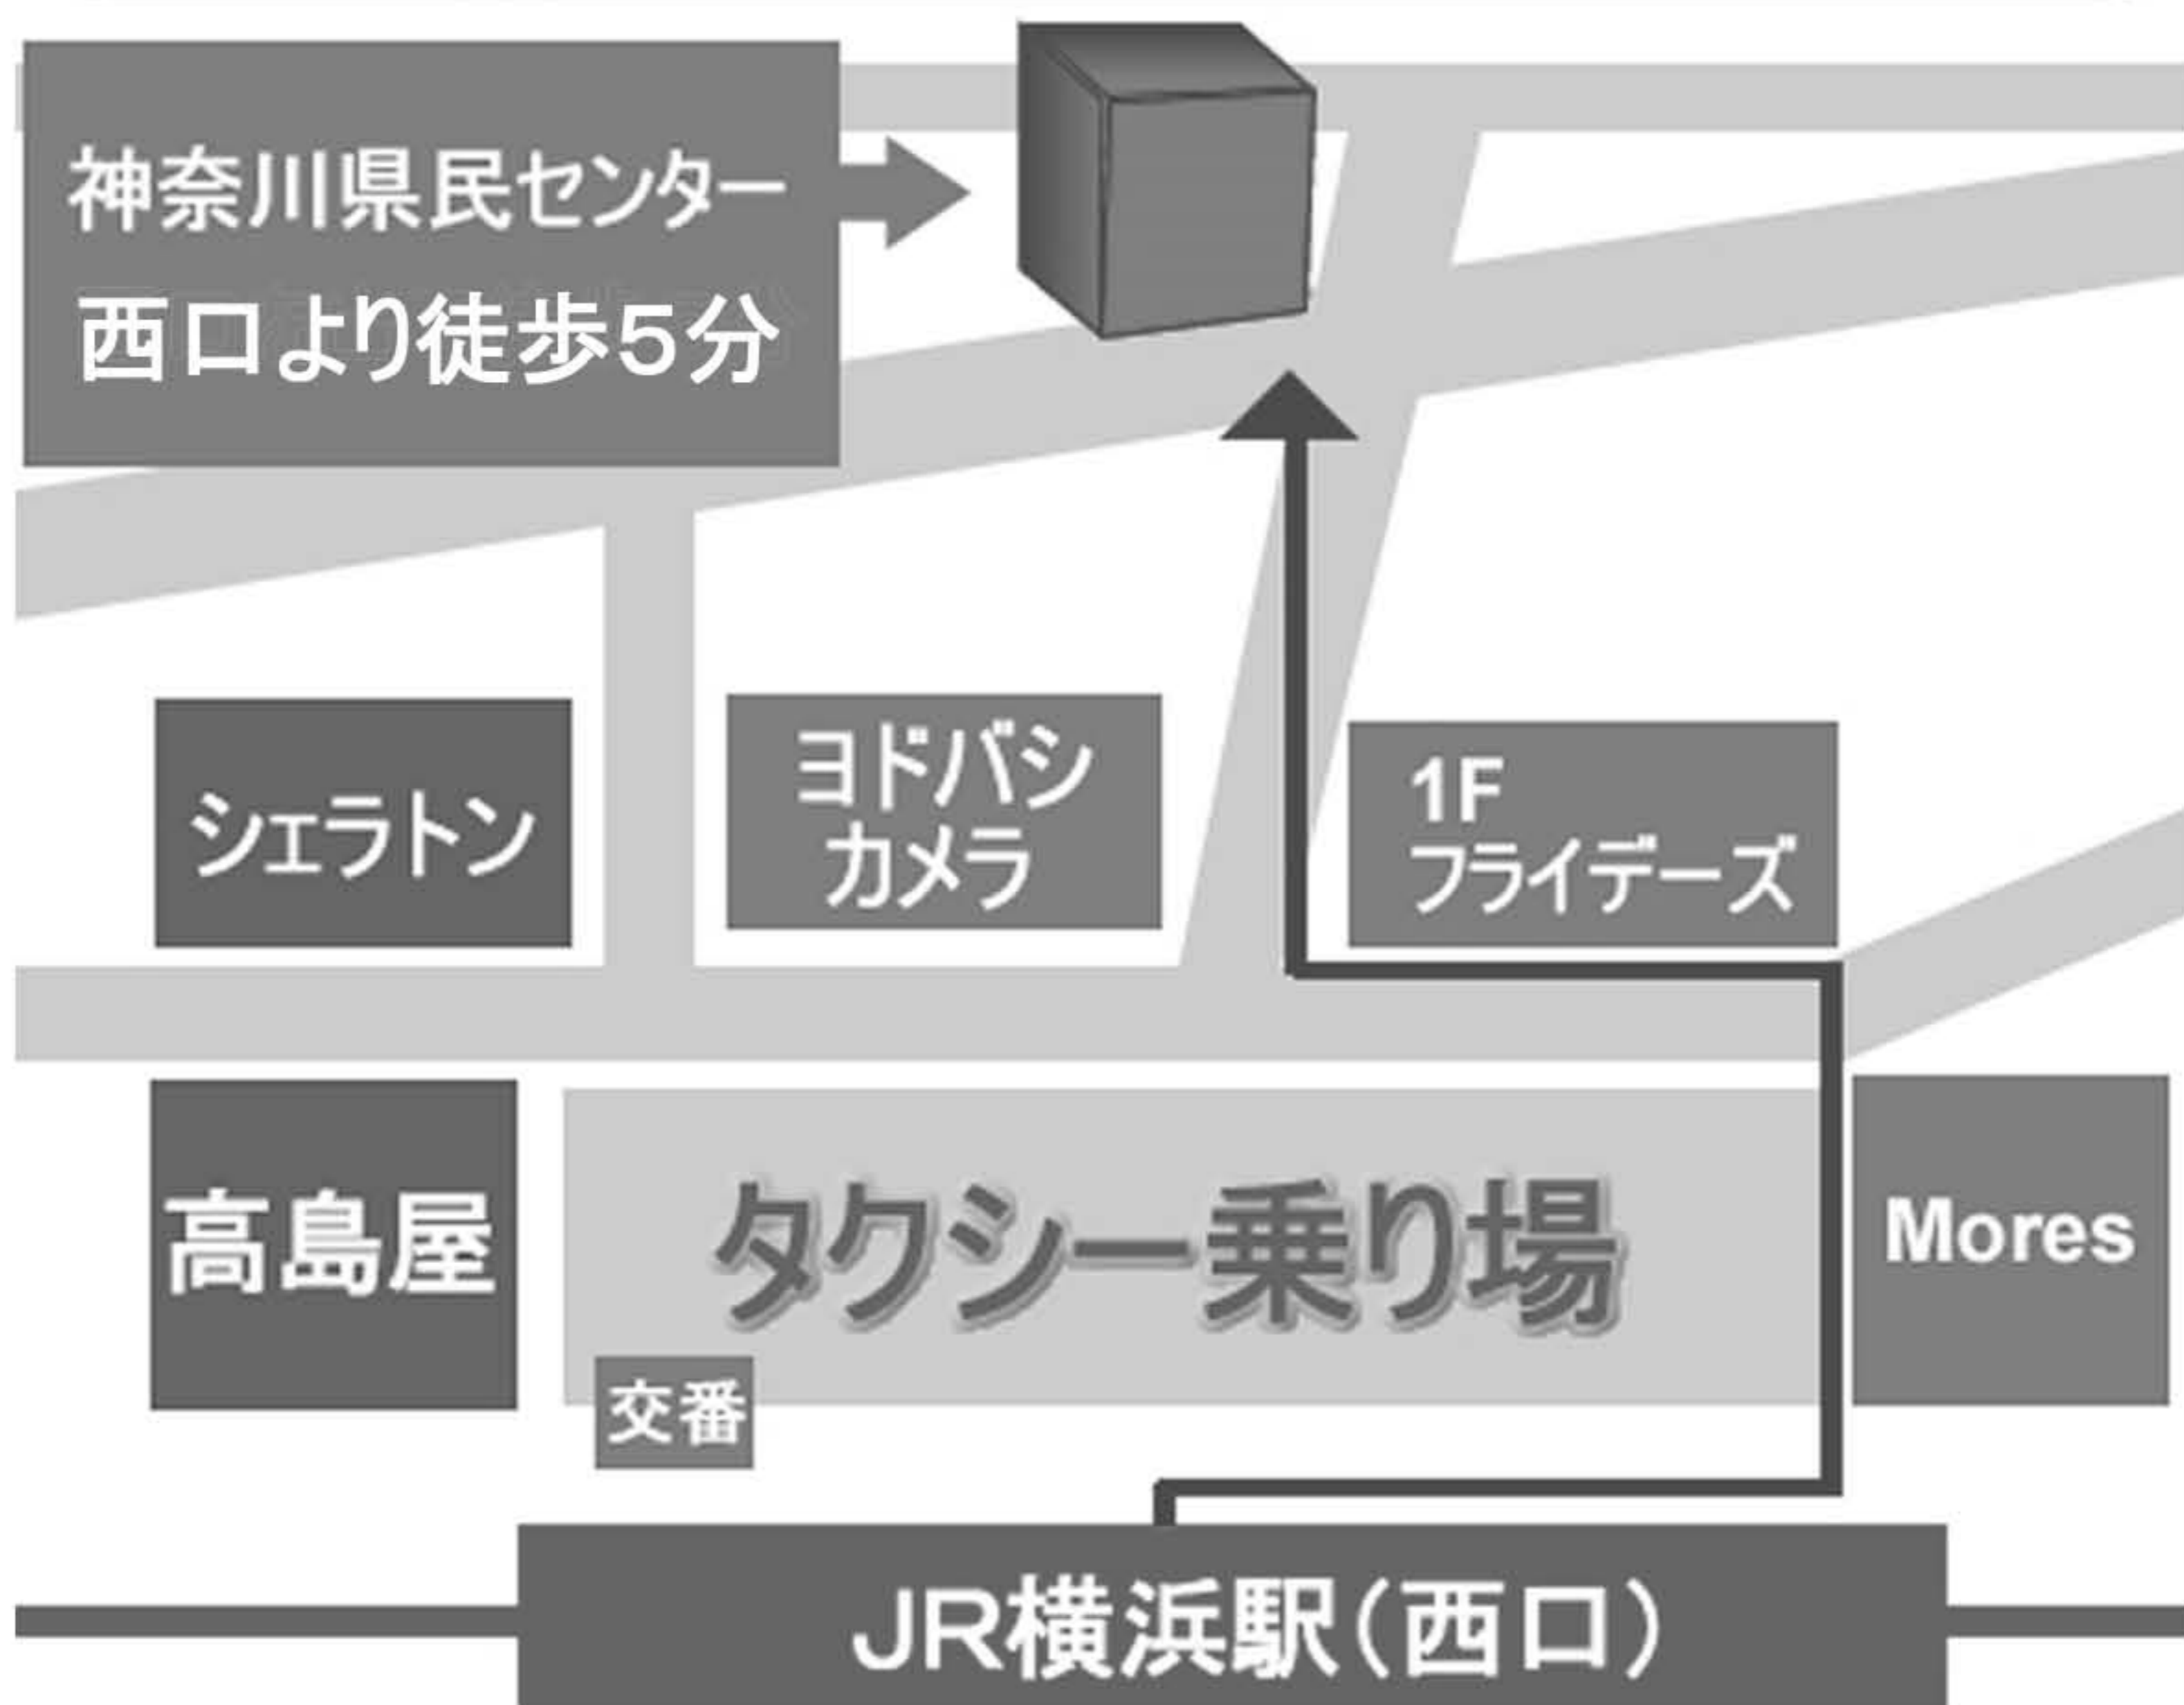 神奈川県民センター
西口より徒歩5分
シェラトン
ヨドバシ
カメラ
1F
フライデーズ
高島屋
タクシー乗り場
Mores
交番
JR横浜駅(西口)